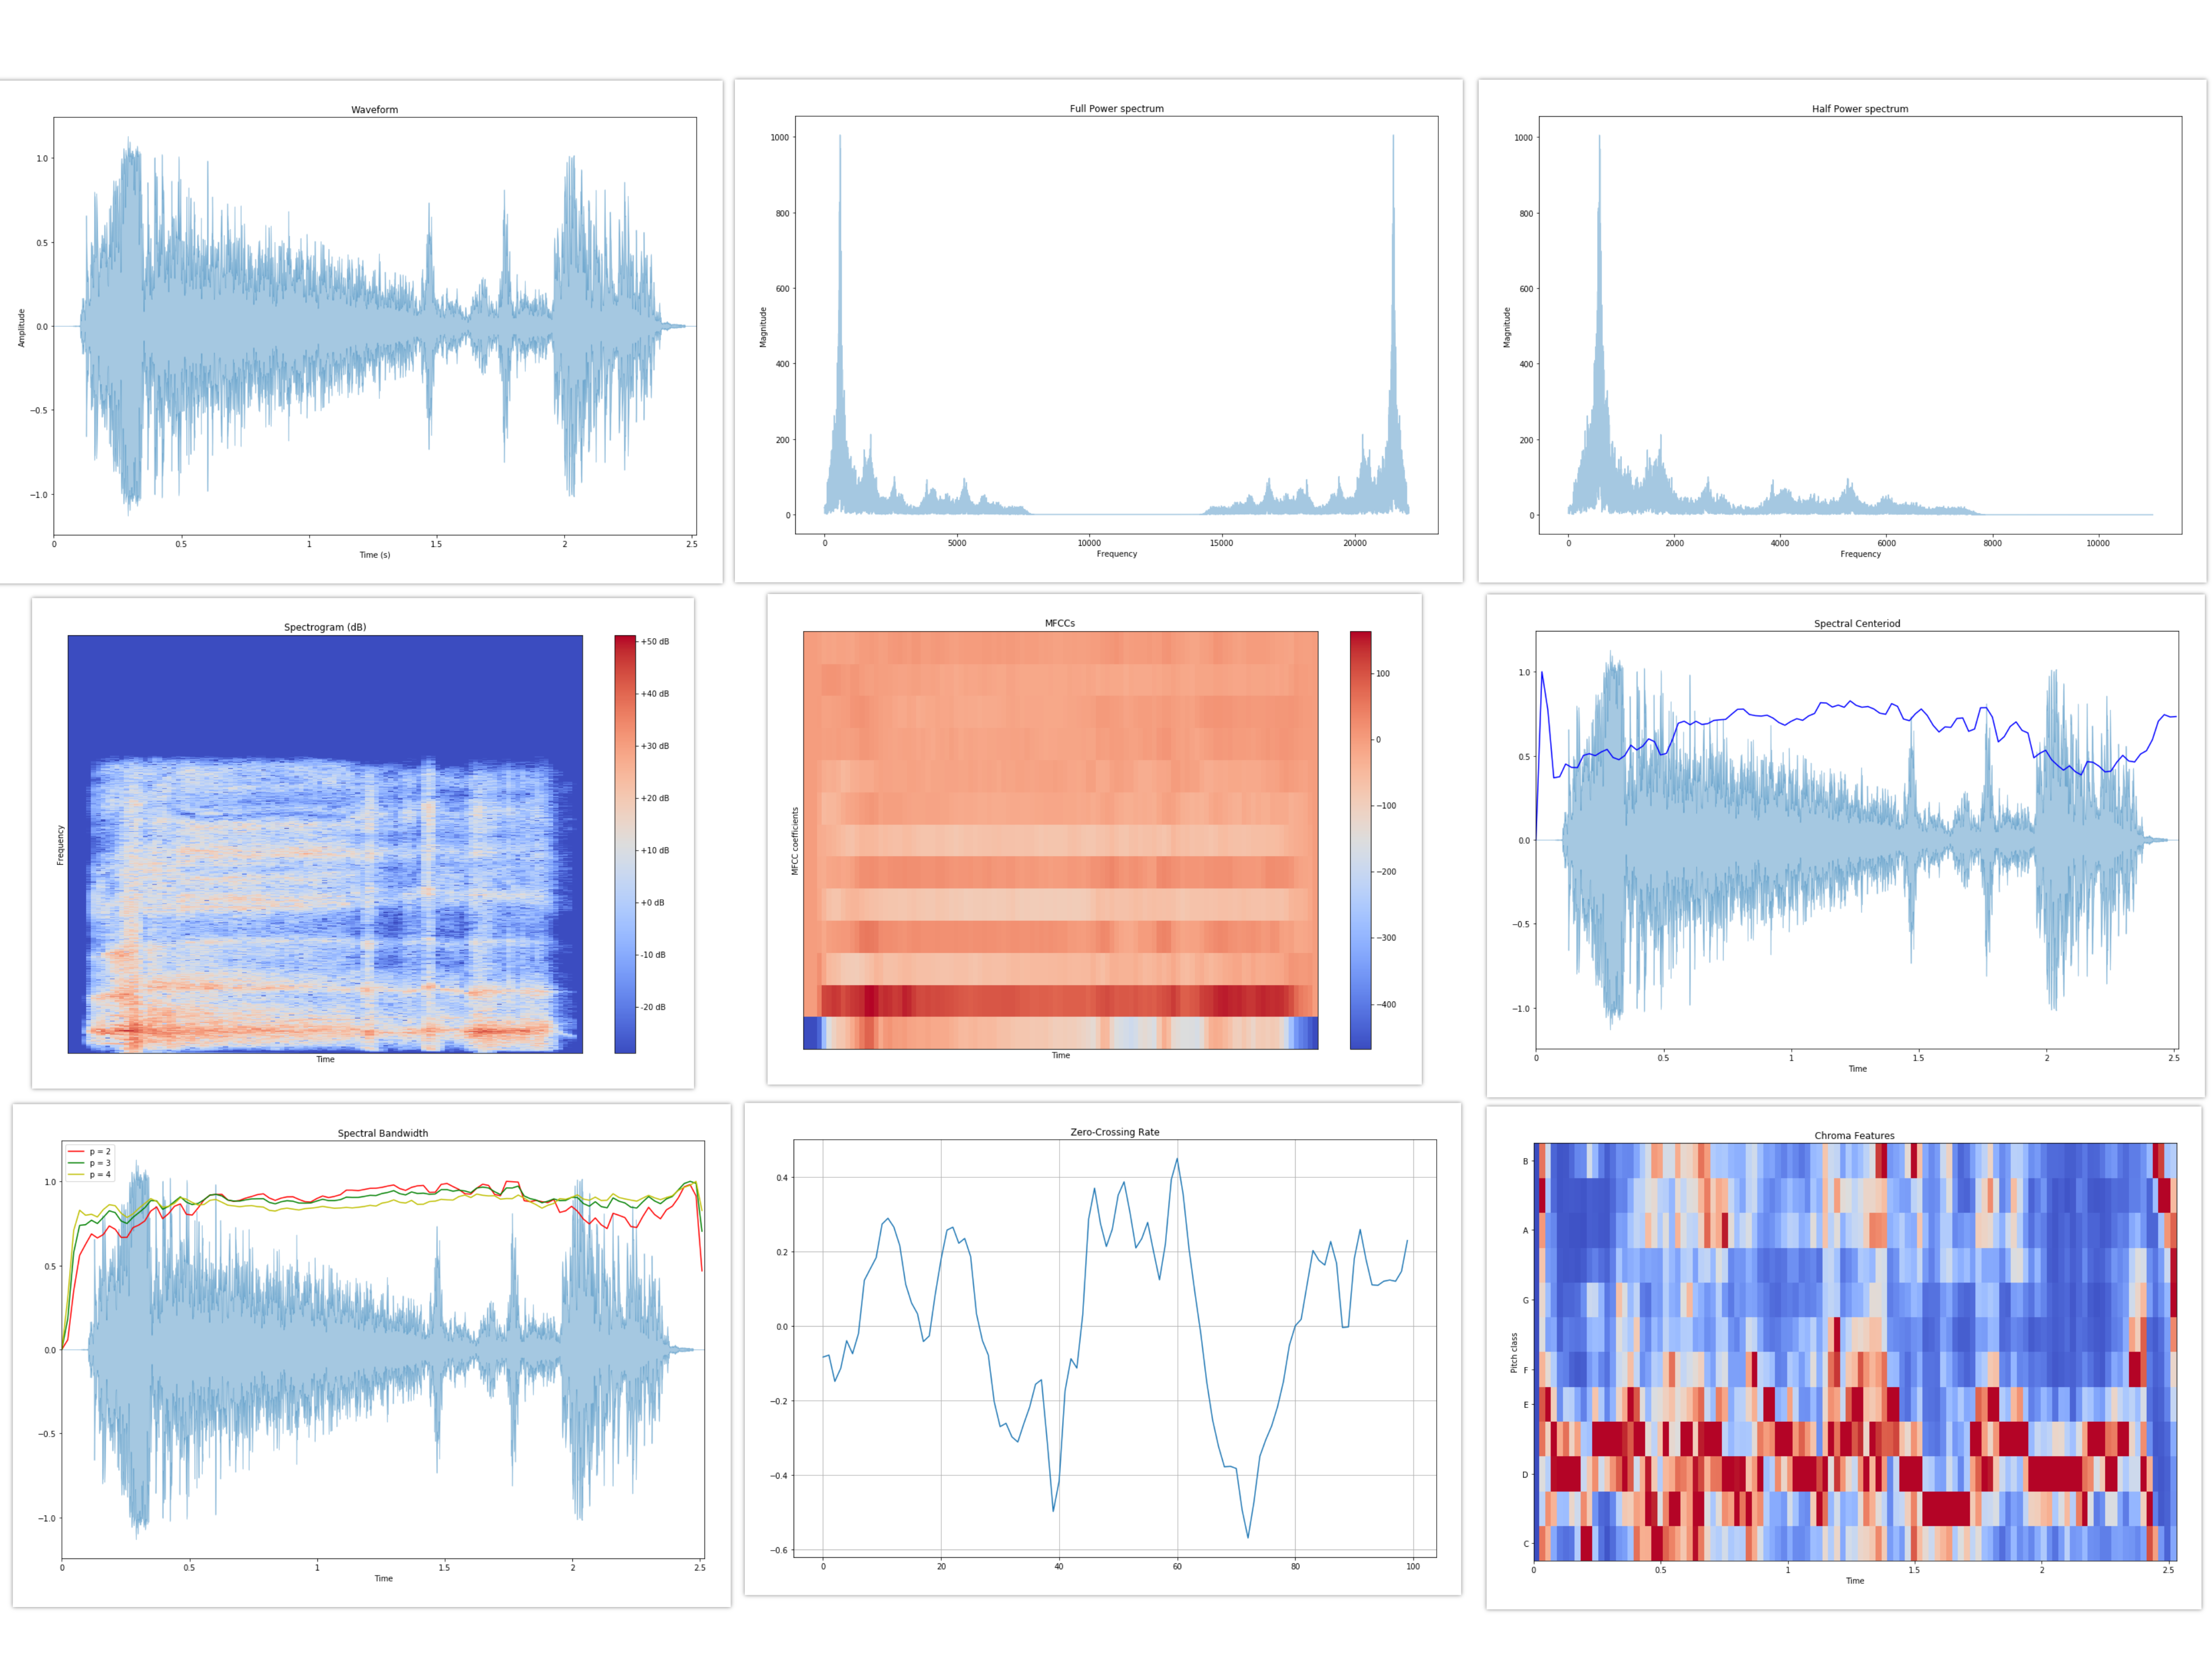 Waveform
1.0
0.5
0.0
−0.5
−1.0
Amplitude
0
0.5
1
1.5
2
2.5
Time (s)
Full Power spectrum
1000
800
600
400
200
0
Magnitude
0
5000
10000
15000
20000
Frequency
Half Power spectrum
1000
800
600
400
200
0
Magnitude
0
2000
4000
6000
8000
10000
Frequency
Spectrogram (dB)
Frequency
Time
+50 dB
+40 dB
+30 dB
+20 dB
+10 dB
+0 dB
-10 dB
-20 dB
MFCCs
MFCC coefficients
Time
100
0
−100
−200
−300
−400
Spectral Centeriod
1.0
0.5
0.0
−0.5
−1.0
0
0.5
1
1.5
2
2.5
Time
Spectral Bandwidth
p = 2
p = 3
p = 4
1.0
0.5
0.0
−0.5
−1.0
0
0.5
1
1.5
2
2.5
Time
Zero-Crossing Rate
0.4
0.2
0.0
−0.2
−0.4
−0.6
0
20
40
60
80
100
Chroma Features
B
A
G
F
E
D
C
Pitch class
0
0.5
1
1.5
2
2.5
Time